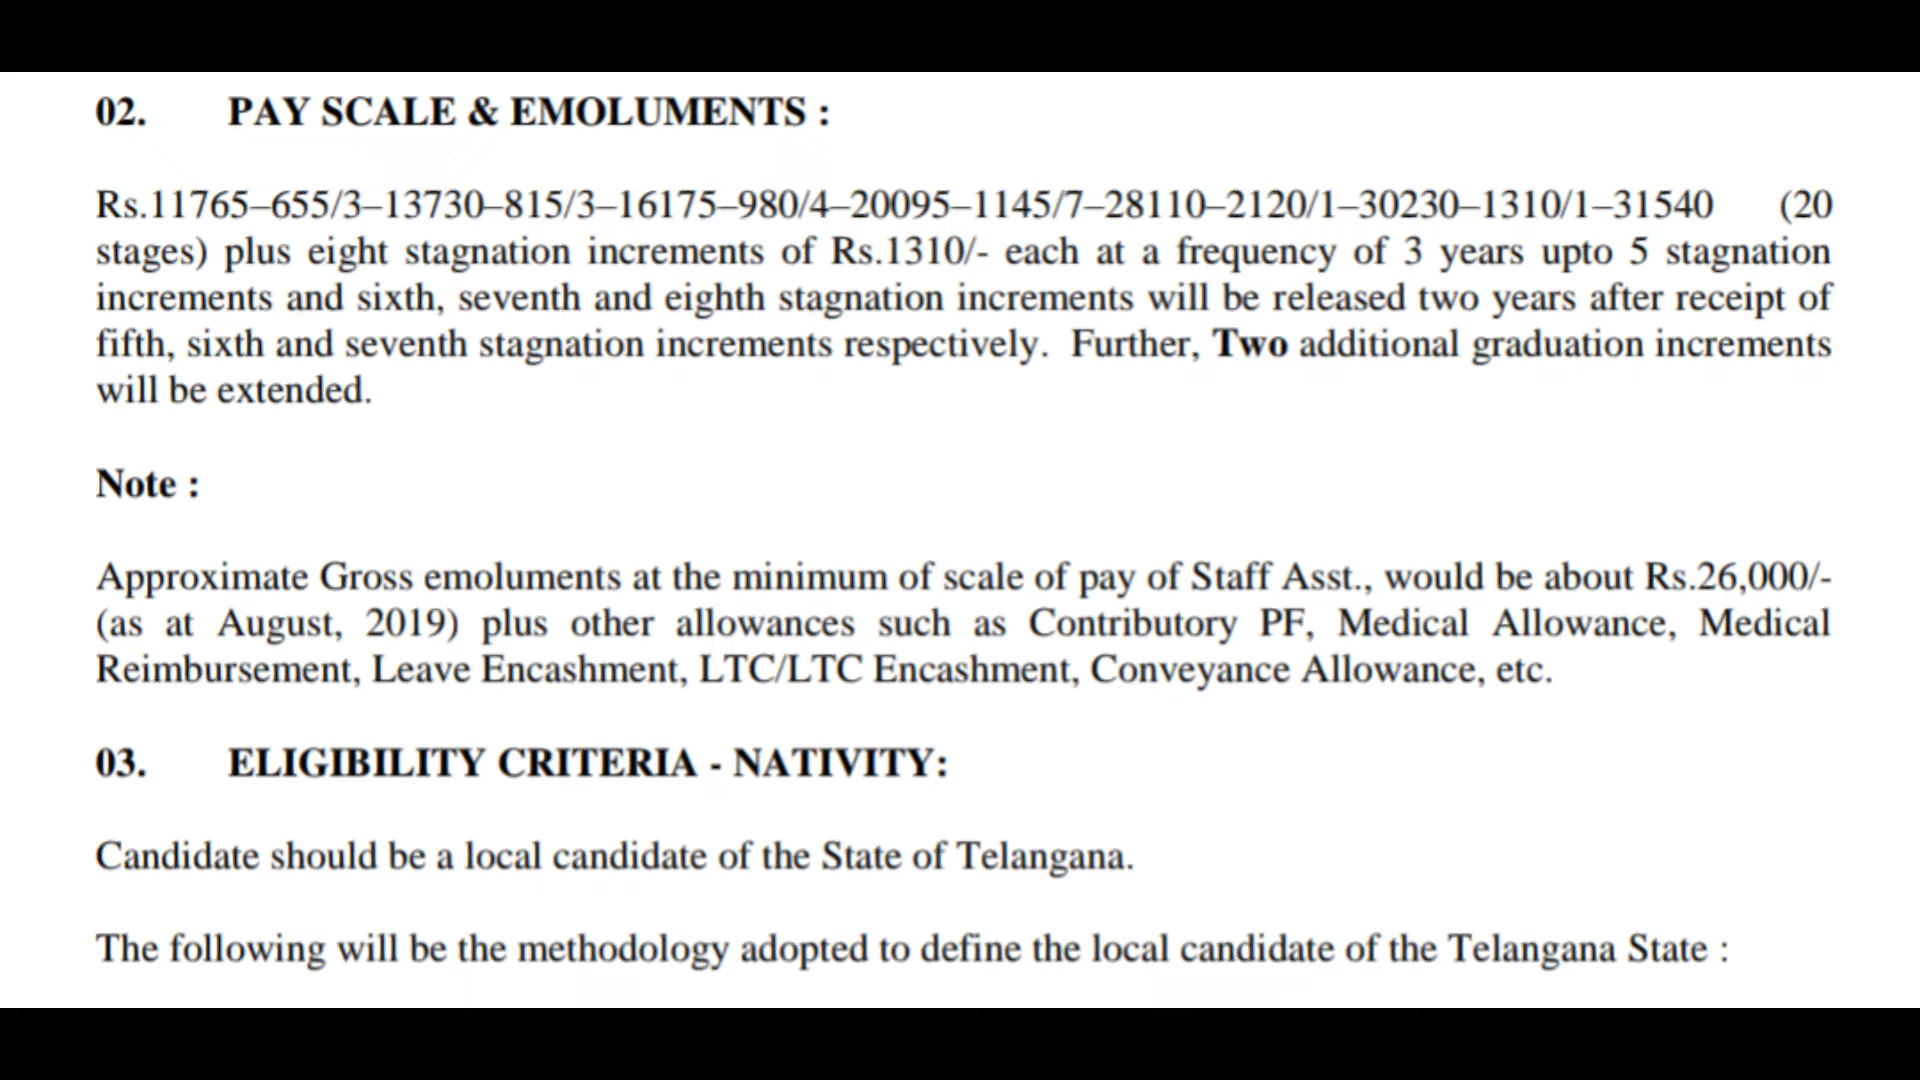 02. PAY SCALE & EMOLUMENTS :
Rs.11765–655/3–13730–815/3–16175–980/4–20095–1145/7–28110–2120/1–30230–1310/1–31540 (20
stages) plus eight stagnation increments of Rs.1310/- each at a frequency of 3 years upto 5 stagnation
increments and sixth, seventh and eighth stagnation increments will be released two years after receipt of
fifth, sixth and seventh stagnation increments respectively. Further, Two additional graduation increments
will be extended.
Note :
Approximate Gross emoluments at the minimum of scale of pay of Staff Asst., would be about Rs.26,000/-
(as at August, 2019) plus other allowances such as Contributory PF, Medical Allowance, Medical
Reimbursement, Leave Encashment, LTC/LTC Encashment, Conveyance Allowance, etc.
03. ELIGIBILITY CRITERIA - NATIVITY:
Candidate should be a local candidate of the State of Telangana.
The following will be the methodology adopted to define the local candidate of the Telangana State :